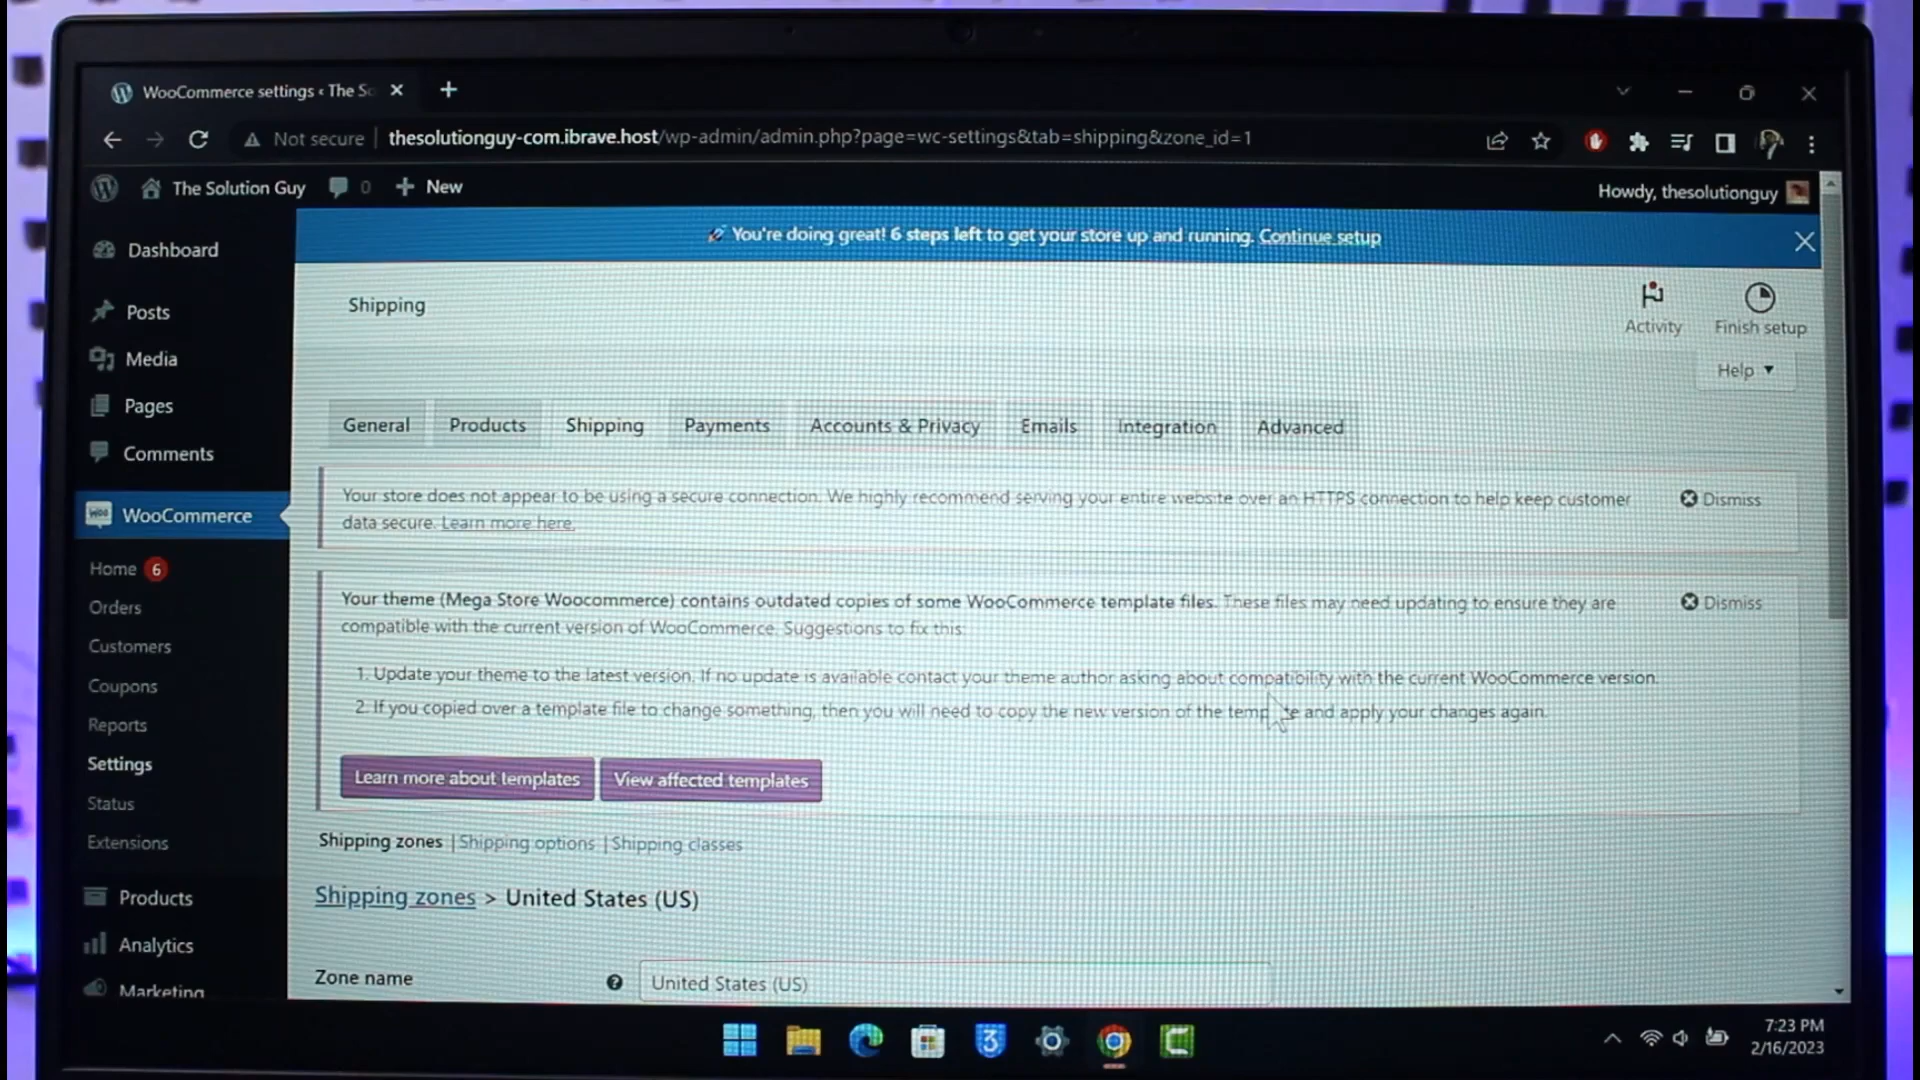 WooCommerce settings ‹ The So
Not secure | thesolutionguy-com.ibrave.host/wp-admin/admin.php?page=wc-settings&tab=shipping&zone_id=1
The Solution Guy 0 + New
Howdy, thesolutionguy
You're doing great! 6 steps left to get your store up and running. Continue setup
Dashboard
Posts
Media
Pages
Comments
WooCommerce
Home 6
Orders
Customers
Coupons
Reports
Settings
Status
Extensions
Products
Analytics
Marketing
Shipping
Activity
Finish setup
Help
General Products Shipping Payments Accounts & Privacy Emails Integration Advanced
Your store does not appear to be using a secure connection. We highly recommend serving your entire website over an HTTPS connection to help keep customer
data secure. Learn more here.
Dismiss
Your theme (Mega Store Woocommerce) contains outdated copies of some WooCommerce template files. These files may need updating to ensure they are
compatible with the current version of WooCommerce. Suggestions to fix this:
Dismiss
1. Update your theme to the latest version. If no update is available contact your theme author asking about compatibility with the current WooCommerce version.
2. If you copied over a template file to change something, then you will need to copy the new version of the template and apply your changes again.
Learn more about templates
View affected templates
Shipping zones | Shipping options | Shipping classes
Shipping zones > United States (US)
Zone name
United States (US)
3
7:23 PM
2/16/2023